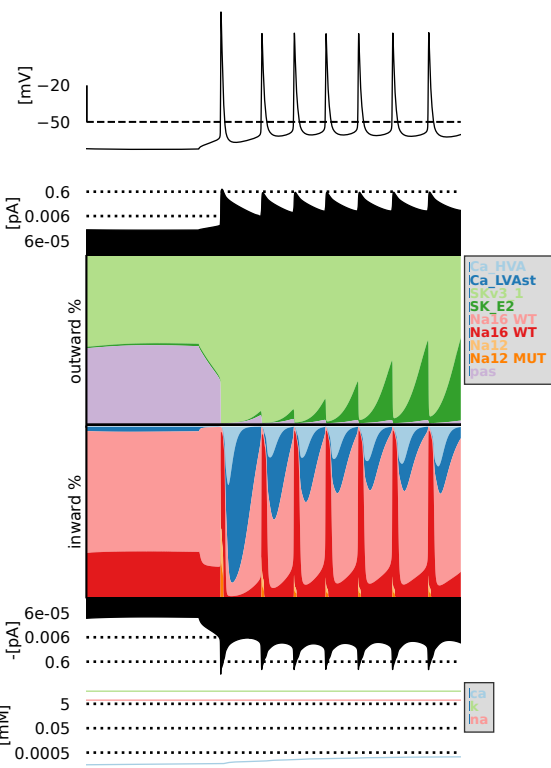 [mV]
−20
−50
[pA]
0.6
0.006
6e-05
outward %
Ca_HVA
Ca_LVAst
SKv3_1
SK_E2
Na16 WT
Na16 WT
Na12
Na12 MUT
pas
inward %
-[pA]
6e-05
0.006
0.6
[mM]
5
0.05
0.0005
ca
k
na